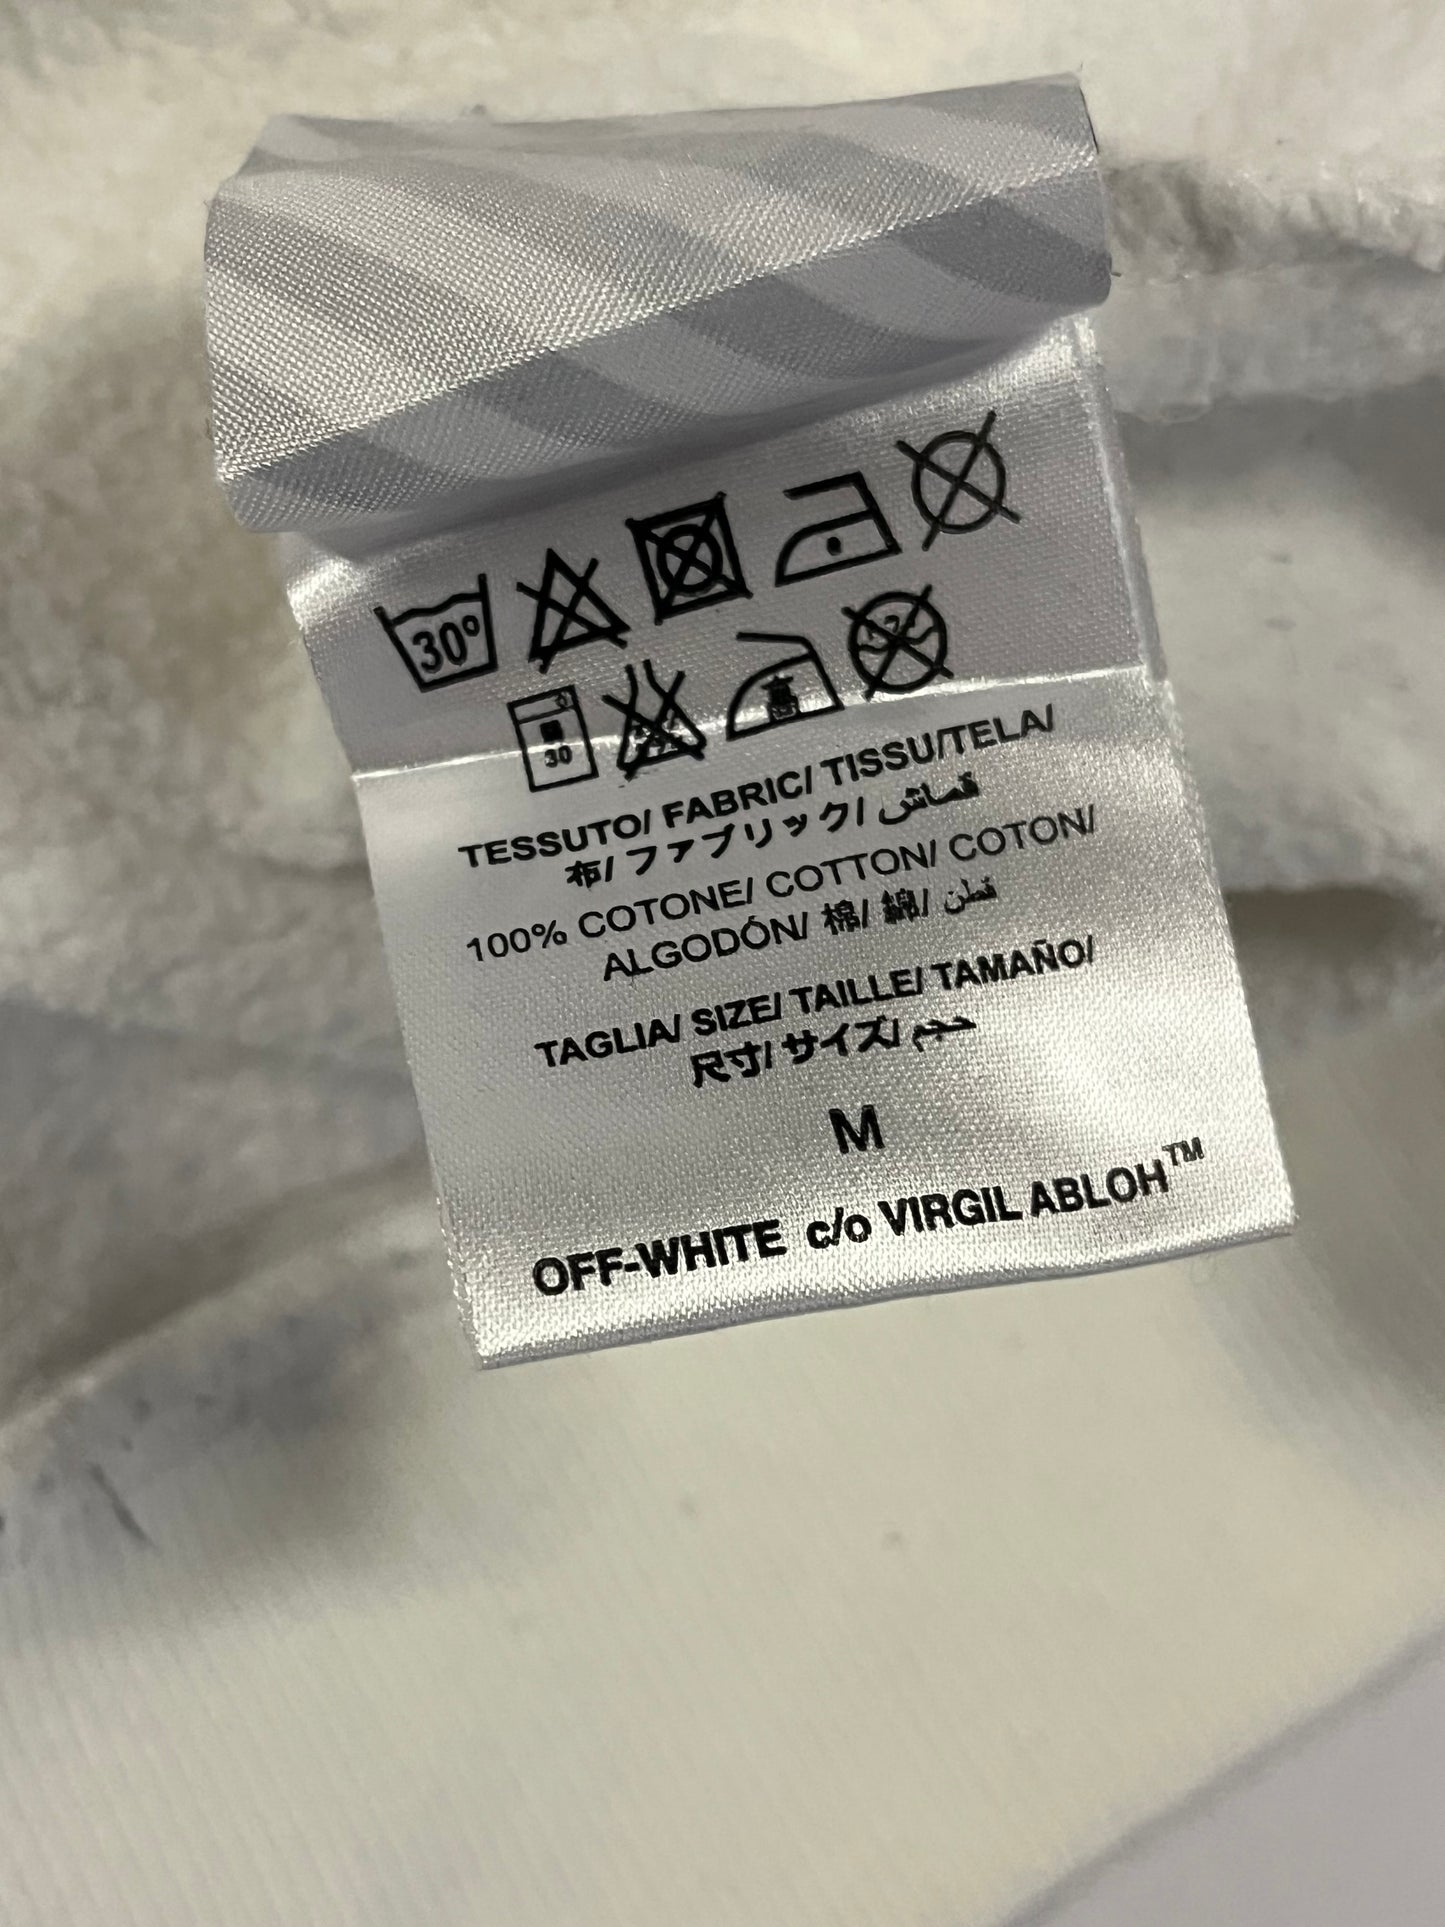 30°
30
TESSUTO/ FABRIC/ TISSU/TELA/
布/ ファブリック/ قماش
100% COTONE/ COTTON/ COTON/
ALGODÓN/ 棉/ 綿/ قطن
TAGLIA/ SIZE/ TAILLE/ TAMAÑO/
尺寸/ サイズ/ حجم
M
OFF-WHITE c/o VIRGIL ABLOH™